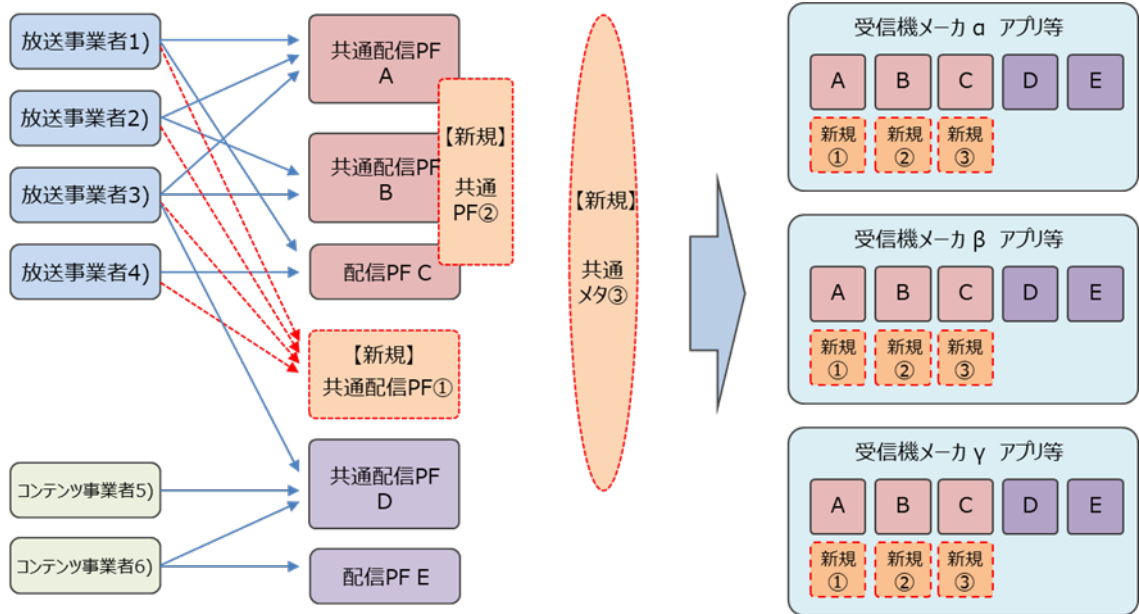 放送事業者1)
放送事業者2)
放送事業者3)
放送事業者4)
コンテンツ事業者5)
コンテンツ事業者6)
共通配信PF
A
共通配信PF
B
配信PF C
【新規】
共通
PF②
【新規】
共通配信PF①
共通配信PF
D
配信PF E
【新規】
共通
メタ③
受信機メーカ α アプリ等
A B C D E
新規 新規 新規
① ② ③
受信機メーカ β アプリ等
A B C D E
新規 新規 新規
① ② ③
受信機メーカ γ アプリ等
A B C D E
新規 新規 新規
① ② ③